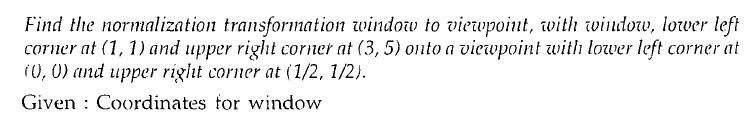 Find the normalization transformation window to viewpoint, with window, lower left
corner at (1, 1) and upper right corner at (3, 5) onto a viewpoint with lower left corner at
(0, 0) and upper right corner at (1/2, 1/2).
Given : Coordinates for window